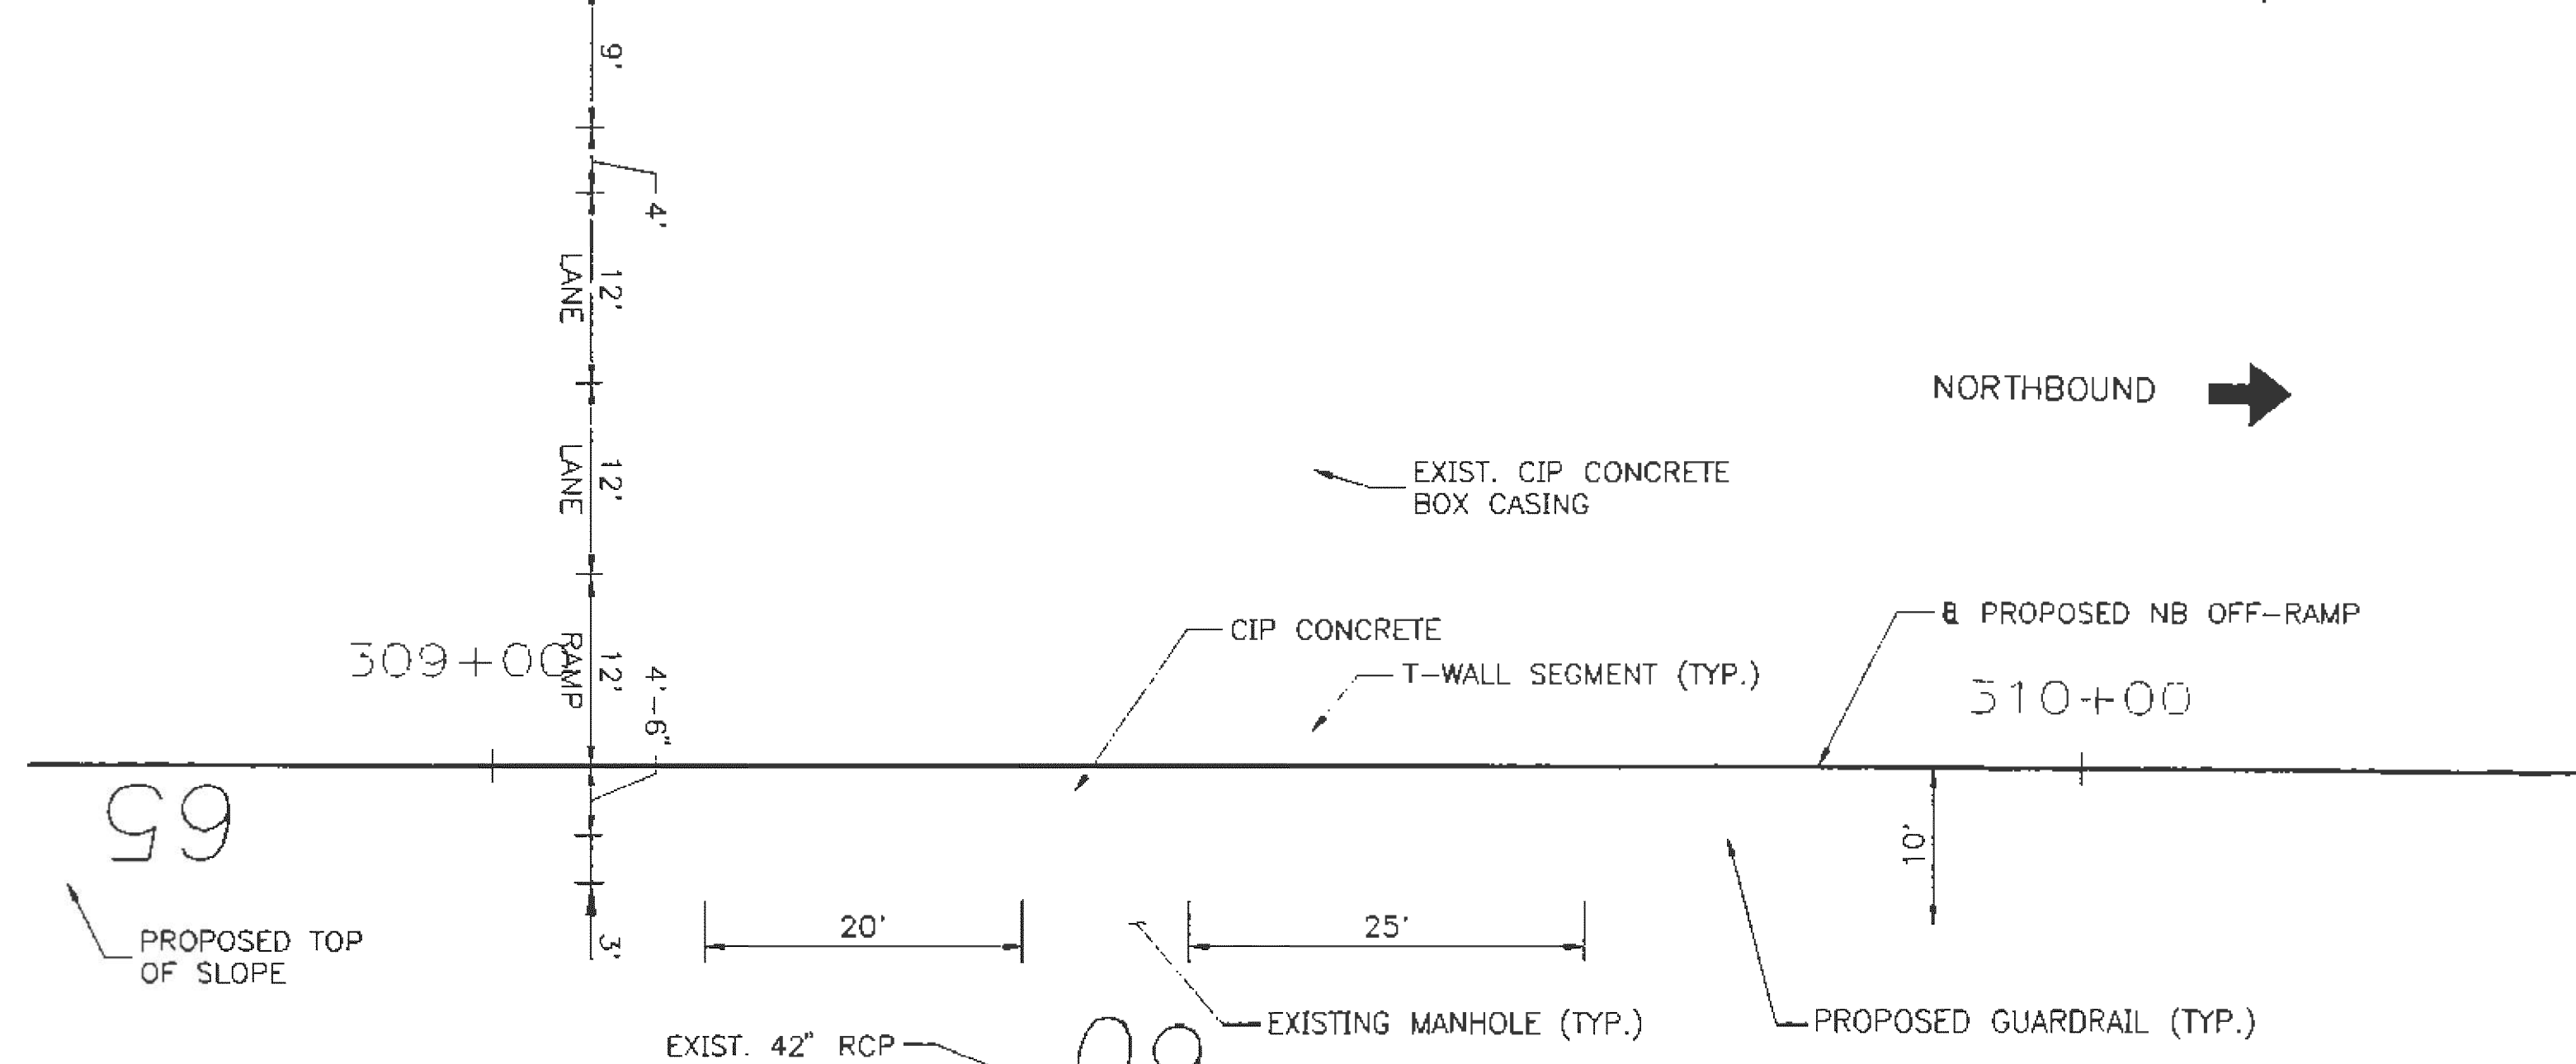 9'
4'
12'
LANE
12'
LANE
NORTHBOUND
EXIST. CIP CONCRETE
BOX CASING
12'
RAMP
309+00
4'-6"
CIP CONCRETE
T-WALL SEGMENT (TYP.)
PROPOSED NB OFF-RAMP
310+00
65
10'
3'
20'
25'
PROPOSED TOP
OF SLOPE
EXISTING MANHOLE (TYP.)
PROPOSED GUARDRAIL (TYP.)
EXIST. 42" RCP